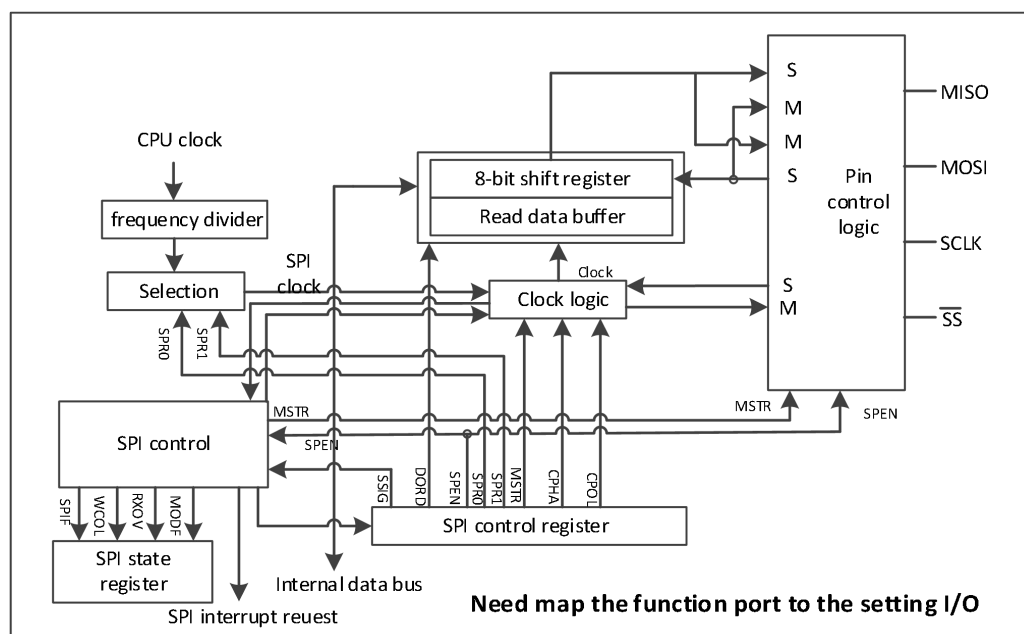 S
MISO
M
CPU clock
M
8-bit shift register
S
MOSI
Pin
control
logic
Read data buffer
frequency divider
SCLK
SPI
clock
Clock
Selection
Clock logic
S
M
SS
SPR0
SPR1
MSTR
SPEN
MSTR
SPI control
SPEN
SSIG
DORD
SPEN
SPR0
SPR1
MSTR
CPHA
CPOL
SPIF
WCOL
RXOV
MODF
SPI control register
SPI state
register
Internal data bus
SPI interrupt reuest
Need map the function port to the setting I/O